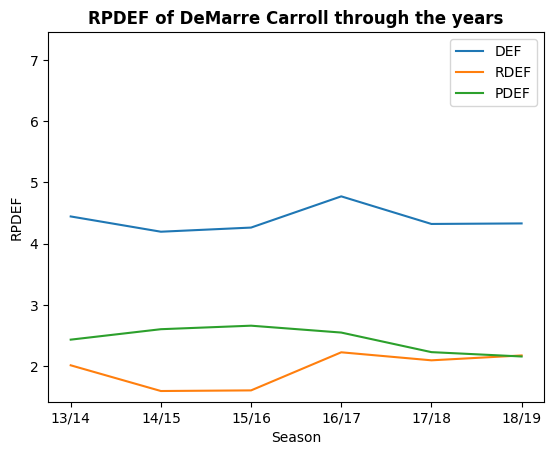 RPDEF of DeMarre Carroll through the years
DEF
RDEF
PDEF
7
6
5
4
3
2
RPDEF
13/14 14/15 15/16 16/17 17/18 18/19
Season